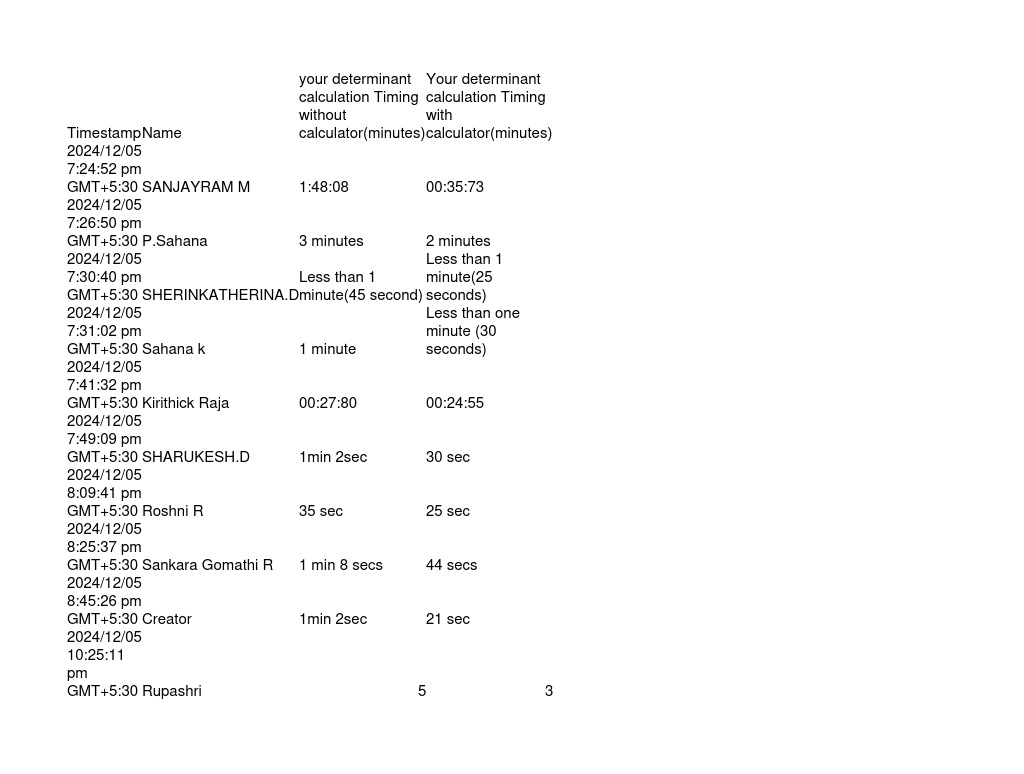 your determinant Your determinant
calculation Timing calculation Timing
without with
TimestampName calculator(minutes)calculator(minutes)
2024/12/05
7:24:52 pm
GMT+5:30 SANJAYRAM M 1:48:08 00:35:73
2024/12/05
7:26:50 pm
GMT+5:30 P.Sahana 3 minutes 2 minutes
2024/12/05 Less than 1
7:30:40 pm Less than 1 minute(25
GMT+5:30 SHERINKATHERINA.Dminute(45 second) seconds)
2024/12/05 Less than one
7:31:02 pm minute (30
GMT+5:30 Sahana k 1 minute seconds)
2024/12/05
7:41:32 pm
GMT+5:30 Kirithick Raja 00:27:80 00:24:55
2024/12/05
7:49:09 pm
GMT+5:30 SHARUKESH.D 1min 2sec 30 sec
2024/12/05
8:09:41 pm
GMT+5:30 Roshni R 35 sec 25 sec
2024/12/05
8:25:37 pm
GMT+5:30 Sankara Gomathi R 1 min 8 secs 44 secs
2024/12/05
8:45:26 pm
GMT+5:30 Creator 1min 2sec 21 sec
2024/12/05
10:25:11
pm
GMT+5:30 Rupashri 5 3